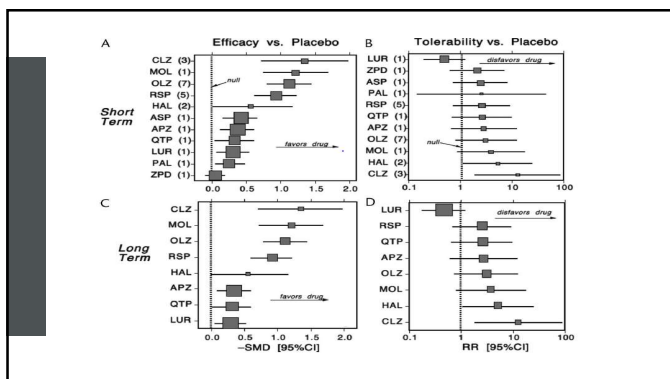 A
Efficacy vs. Placebo
CLZ (3)
MOL (1)
OLZ (7)
RSP (5)
HAL (2)
ASP (1)
APZ (1)
QTP (1)
LUR (1)
PAL (1)
ZPD (1)
null
favors drug
Short
Term
0.0 0.5 1.0 1.5 2.0
B
Tolerability vs. Placebo
LUR (1)
ZPD (1)
ASP (1)
PAL (1)
RSP (5)
QTP (1)
APZ (1)
OLZ (7)
MOL (1)
HAL (2)
CLZ (3)
disfavors drug
null
0.1 1.0 10 100
C
CLZ
MOL
OLZ
RSP
HAL
APZ
QTP
LUR
favors drug
Long
Term
0.0 0.5 1.0 1.5 2.0
-SMD [95%CI]
D
LUR
RSP
QTP
APZ
OLZ
MOL
HAL
CLZ
disfavors drug
0.1 1 10 100
RR [95%CI]